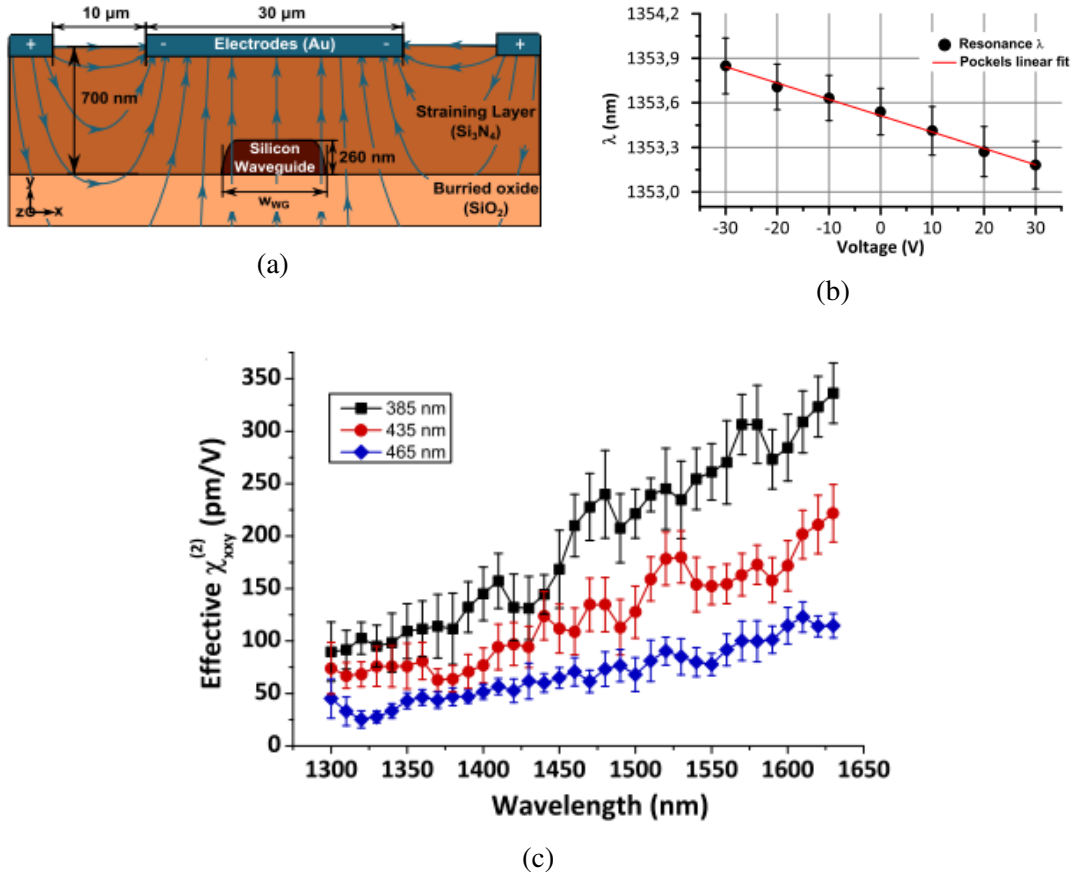 10 μm
30 μm
+
-
Electrodes (Au)
-
+
700 nm
Straining Layer
(Si₃N₄)
Silicon
Waveguide
260 nm
Burried oxide
(SiO₂)
w_WG
y
z
x
(a)
1354,2
1353,9
1353,6
1353,3
1353,0
λ (nm)
Resonance λ
Pockels linear fit
-30
-20
-10
0
10
20
30
Voltage (V)
(b)
350
300
250
200
150
100
50
0
Effective χ⁽²⁾xxy (pm/V)
385 nm
435 nm
465 nm
1300
1350
1400
1450
1500
1550
1600
1650
Wavelength (nm)
(c)